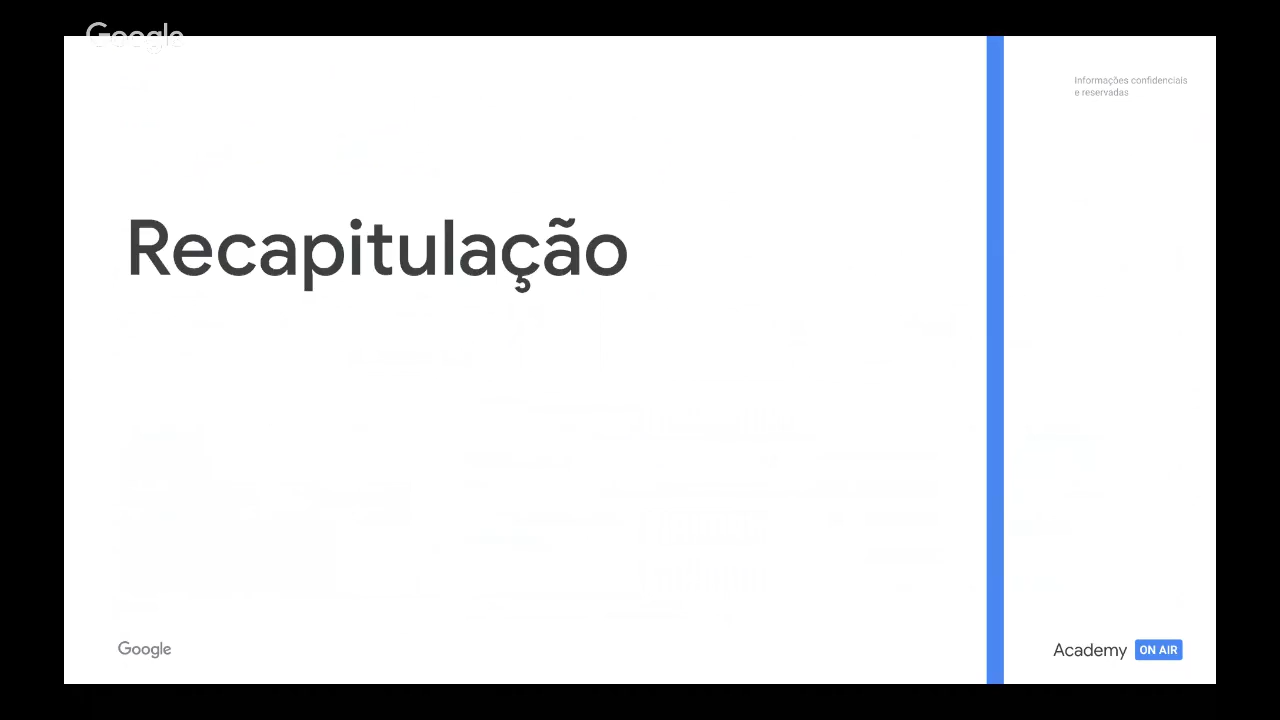 Google
Informações confidenciais
e reservadas
Recapitulação
Google
Academy ON AIR